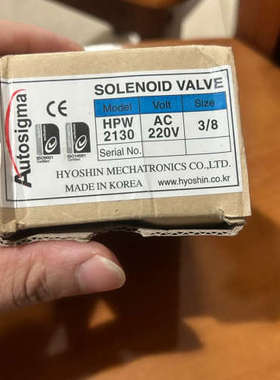 Autosigma
CE
ISO9001
ISO14001
SOLENOID VALVE
Model Volt Size
HPW 2130 AC 220V 3/8
Serial No.
HYOSHIN MECHATRONICS CO.,LTD.
MADE IN KOREA www.hyoshin.co.kr